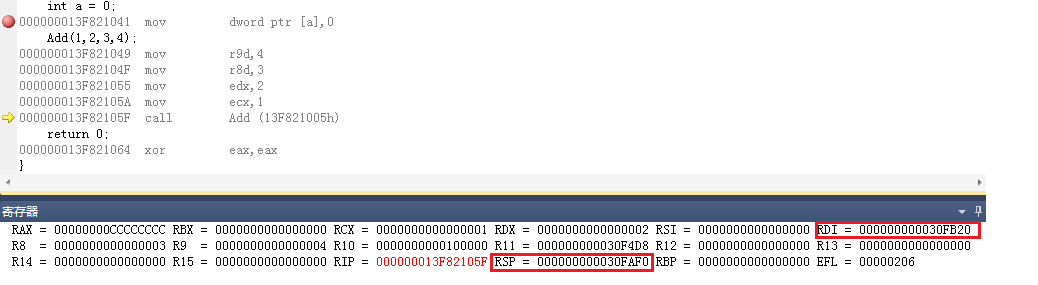 int a = 0;
000000013F821041 mov dword ptr [a],0
Add(1,2,3,4);
000000013F821049 mov r9d,4
000000013F82104F mov r8d,3
000000013F821055 mov edx,2
000000013F82105A mov ecx,1
000000013F82105F call Add (13F821005h)
return 0;
000000013F821064 xor eax,eax
}
寄存器
RAX = 00000000CCCCCCCC RBX = 0000000000000000 RCX = 0000000000000001 RDX = 0000000000000002 RSI = 0000000000000000 RDI = 000000000030FB20
R8 = 0000000000000003 R9 = 0000000000000004 R10 = 0000000000100000 R11 = 000000000030F4D8 R12 = 0000000000000000 R13 = 0000000000000000
R14 = 0000000000000000 R15 = 0000000000000000 RIP = 000000013F82105F RSP = 000000000030FAF0 RBP = 0000000000000000 EFL = 00000206